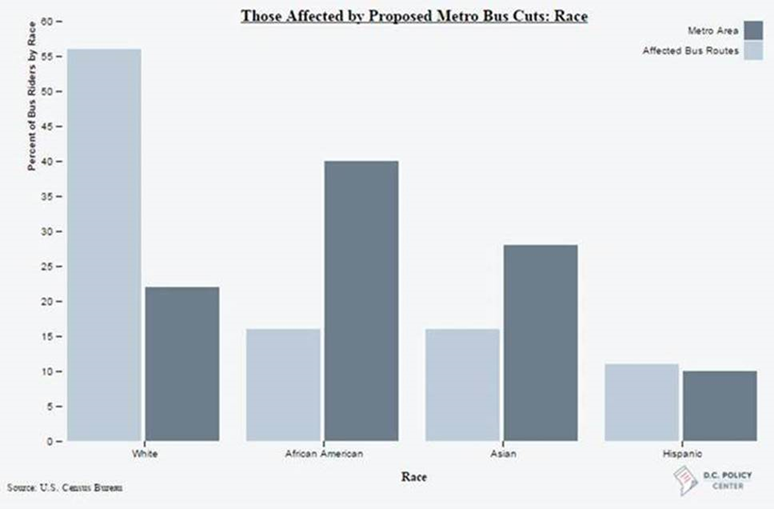 Those Affected by Proposed Metro Bus Cuts: Race
Metro Area
Affected Bus Routes
Percent of Bus Riders by Race
60
55
50
45
40
35
30
25
20
15
10
5
0
White
African American
Asian
Hispanic
Race
Source: U.S. Census Bureau
D.C. POLICY
CENTER